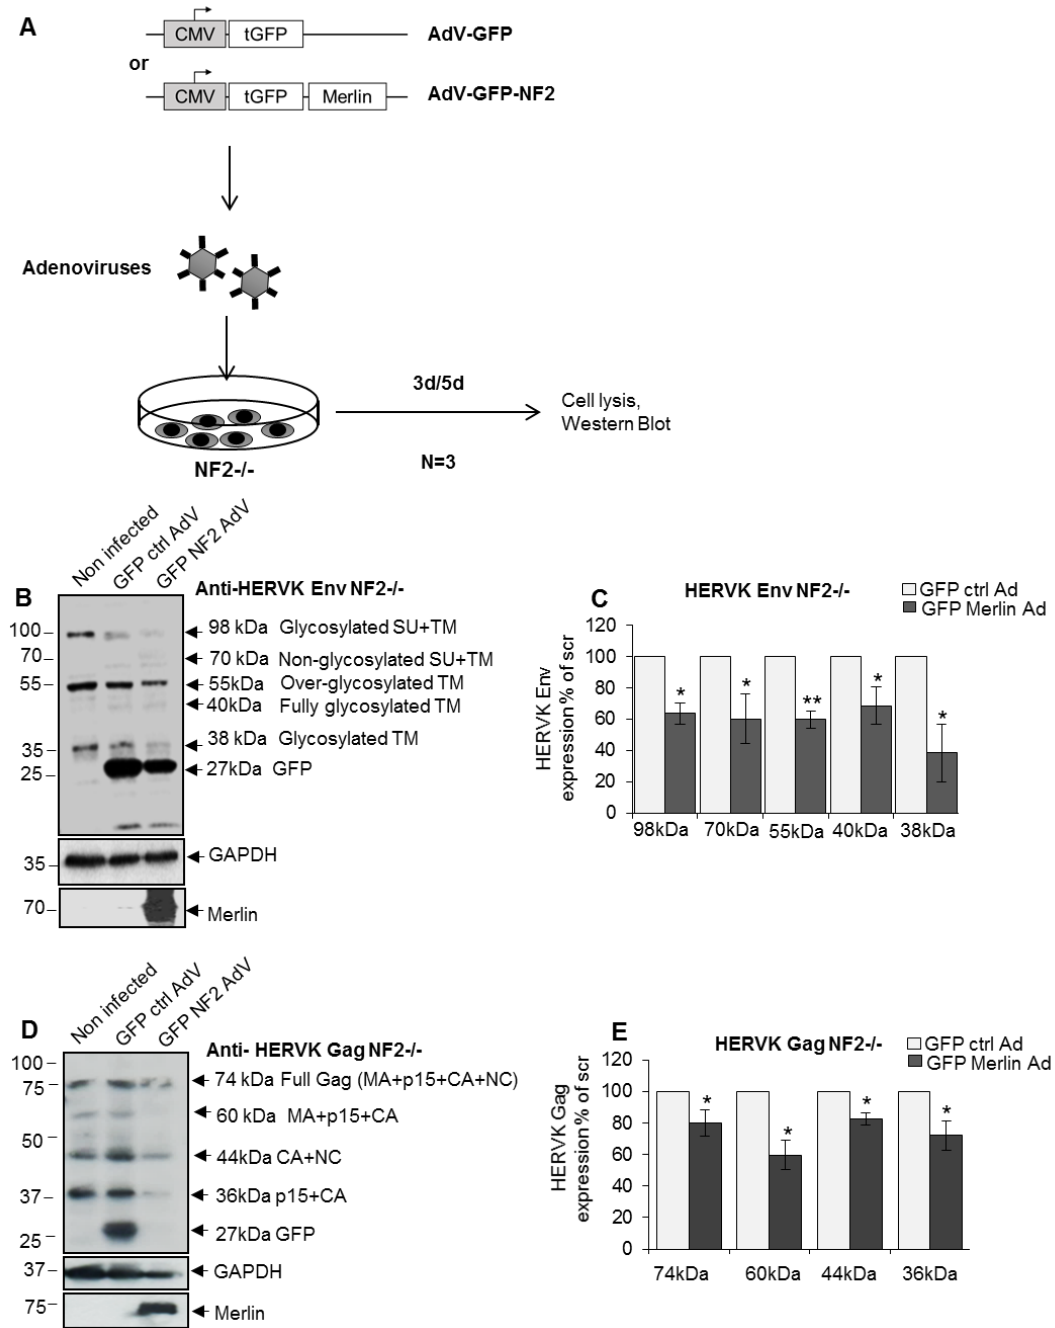 A
CMV tGFP AdV-GFP
or
CMV tGFP Merlin AdV-GFP-NF2
Adenoviruses
3d/5d
Cell lysis,
Western Blot
N=3
NF2-/-
Non infected
GFP ctrl AdV
GFP NF2 AdV
B
Anti-HERVK Env NF2-/-
100
70
55
35
25
98 kDa Glycosylated SU+TM
70 kDa Non-glycosylated SU+TM
55kDa Over-glycosylated TM
40kDa Fully glycosylated TM
38 kDa Glycosylated TM
27kDa GFP
35 GAPDH
70 Merlin
C
HERVK Env NF2-/-
GFP ctrl Ad
GFP Merlin Ad
HERVK Env
expression % of scr
120
100
80
60
40
20
0
* * ** * *
98kDa 70kDa 55kDa 40kDa 38kDa
Non infected
GFP ctrl AdV
GFP NF2 AdV
D
Anti- HERVK Gag NF2-/-
100
75
50
37
25
74 kDa Full Gag (MA+p15+CA+NC)
60 kDa MA+p15+CA
44kDa CA+NC
36kDa p15+CA
27kDa GFP
37 GAPDH
75 Merlin
E
HERVK Gag NF2-/-
GFP ctrl Ad
GFP Merlin Ad
HERVK Gag
expression % of scr
120
100
80
60
40
20
0
* * * *
74kDa 60kDa 44kDa 36kDa